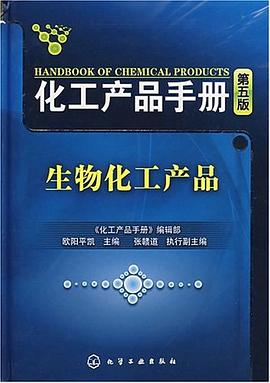 HANDBOOK OF CHEMICAL PRODUCTS
化工产品手册
第五版
生物化工产品
《化工产品手册》编辑部
欧阳平凯 主编 张赣道 执行副主编
化学工业出版社